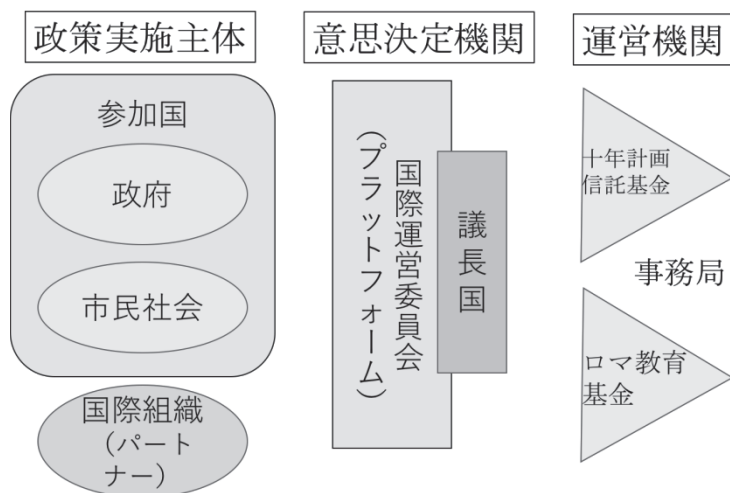 政策実施主体
意思決定機関
運営機関
参加国
政府
市民社会
国際組織
（パート
ナー）
国際運営委員会
（プラットフォーム）
議長国
十年計画
信託基金
事務局
ロマ教育
基金